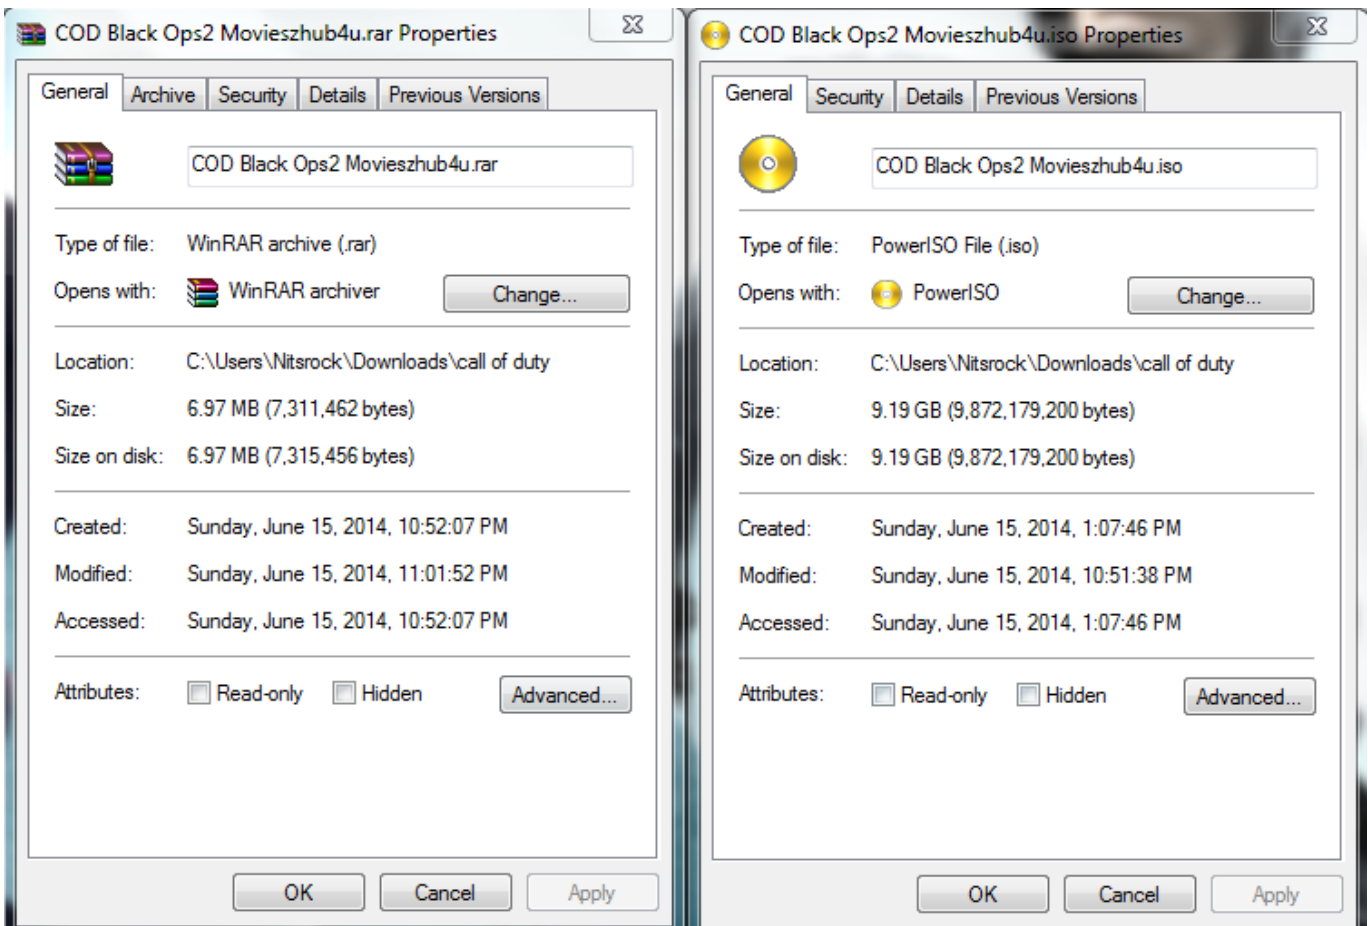 COD Black Ops2 Movieszhub4u.rar Properties
General Archive Security Details Previous Versions
COD Black Ops2 Movieszhub4u.rar
Type of file: WinRAR archive (.rar)
Opens with: WinRAR archiver Change...
Location: C:\Users\Nitsrock\Downloads\call of duty
Size: 6.97 MB (7,311,462 bytes)
Size on disk: 6.97 MB (7,315,456 bytes)
Created: Sunday, June 15, 2014, 10:52:07 PM
Modified: Sunday, June 15, 2014, 11:01:52 PM
Accessed: Sunday, June 15, 2014, 10:52:07 PM
Attributes: Read-only Hidden Advanced...
OK Cancel Apply
COD Black Ops2 Movieszhub4u.iso Properties
General Security Details Previous Versions
COD Black Ops2 Movieszhub4u.iso
Type of file: PowerISO File (.iso)
Opens with: PowerISO Change...
Location: C:\Users\Nitsrock\Downloads\call of duty
Size: 9.19 GB (9,872,179,200 bytes)
Size on disk: 9.19 GB (9,872,179,200 bytes)
Created: Sunday, June 15, 2014, 1:07:46 PM
Modified: Sunday, June 15, 2014, 10:51:38 PM
Accessed: Sunday, June 15, 2014, 1:07:46 PM
Attributes: Read-only Hidden Advanced...
OK Cancel Apply